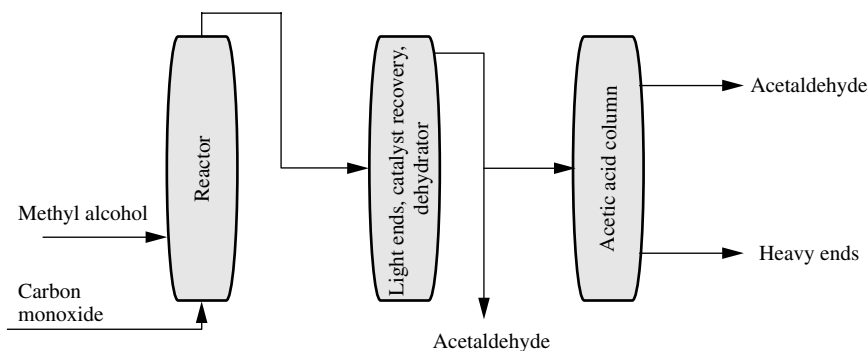 Methyl alcohol
Carbon
monoxide
Reactor
Light ends, catalyst recovery,
dehydrator
Acetaldehyde
Acetic acid column
Acetaldehyde
Heavy ends